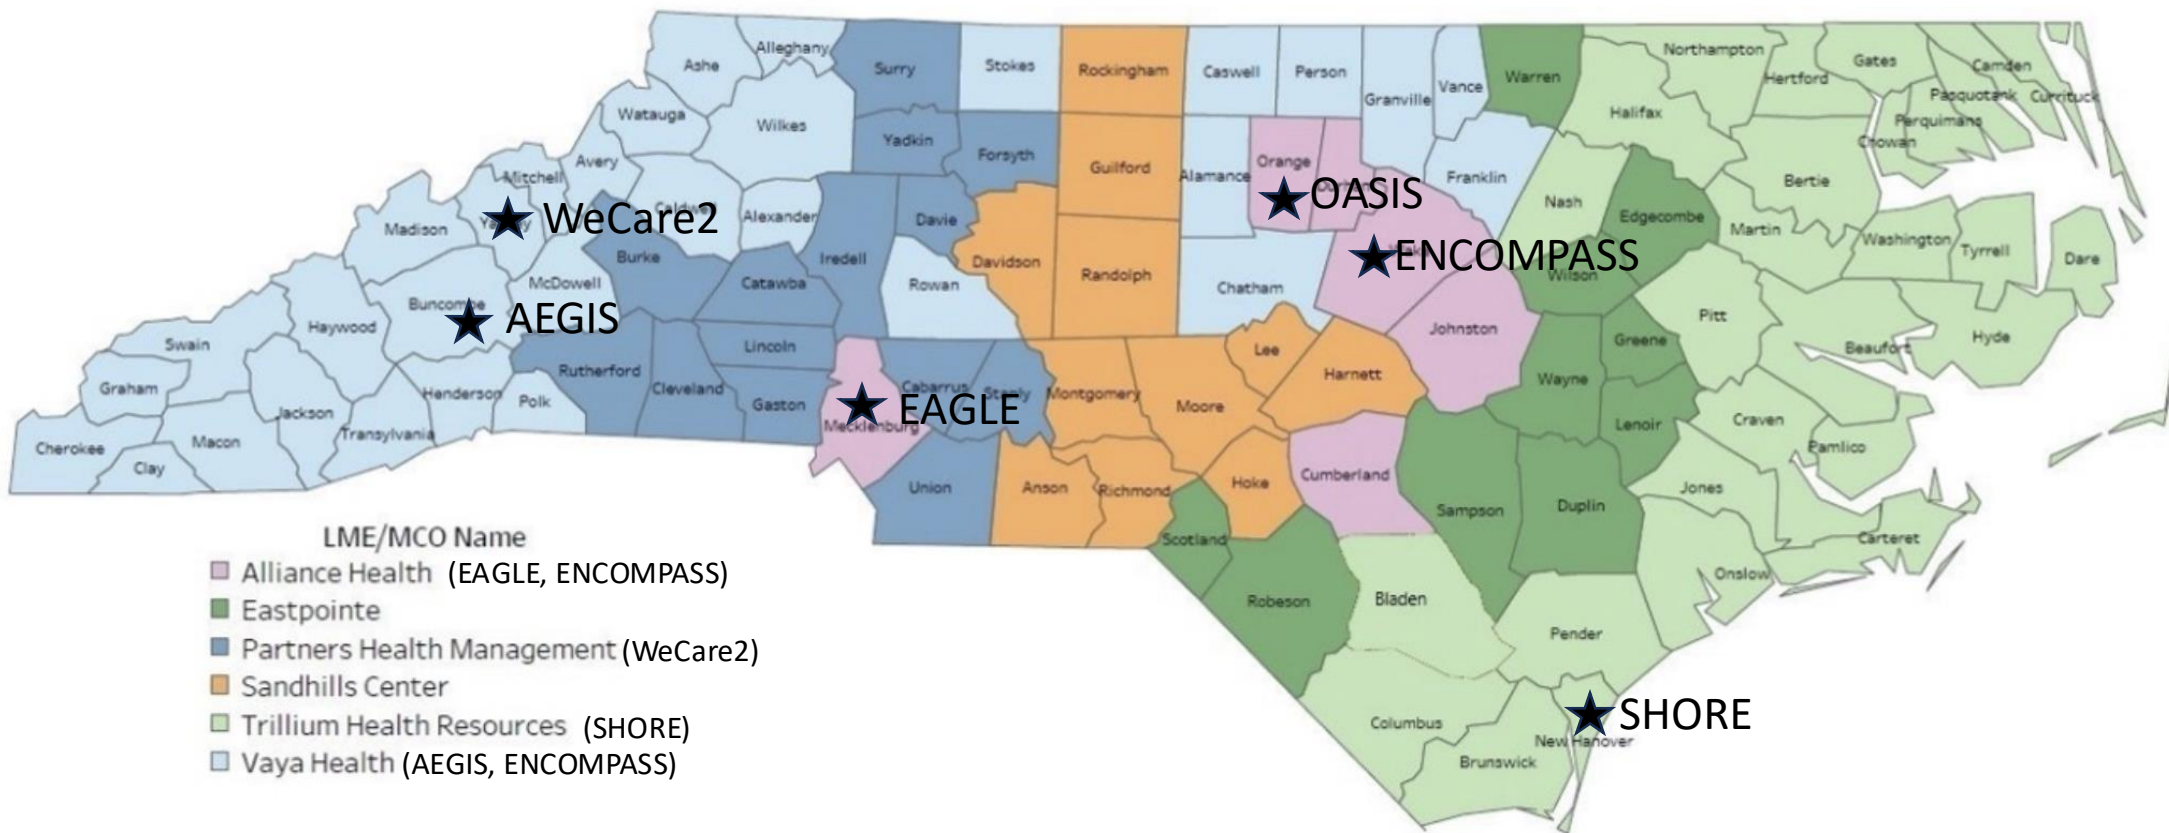 Alleghany
Ashe
Surry
Stokes
Rockingham
Caswell
Person
Granville
Vance
Warren
Northampton
Hertford
Gates
Camden
Pasquotank
Currituck
Perquimans
Chowan
Halifax
Watauga
Wilkes
Yadkin
Forsyth
Guilford
Alamance
Orange
OASIS
Franklin
Nash
Edgecombe
Bertie
Martin
Washington
Tyrrell
Dare
Avery
Mitchell
Caldwell
Alexander
Davie
Iredell
Davidson
Randolph
Chatham
ENCOMPASS
Wilson
Madison
WeCare2
Burke
McDowell
Catawba
Rowan
Buncombe
AEGIS
Haywood
Swain
Graham
Rutherford
Lincoln
Cleveland
Gaston
Cabarrus
Stanly
EAGLE
Mecklenburg
Montgomery
Moore
Lee
Harnett
Johnston
Wayne
Greene
Pitt
Beaufort
Hyde
Henderson
Polk
Jackson
Transylvania
Macon
Cherokee
Clay
Lenoir
Craven
Pamlico
Union
Anson
Richmond
Hoke
Cumberland
Sampson
Duplin
Jones
Carteret
Onslow
Scotland
Robeson
Bladen
Pender
Columbus
SHORE
New Hanover
Brunswick
LME/MCO Name
Alliance Health (EAGLE, ENCOMPASS)
Eastpointe
Partners Health Management (WeCare2)
Sandhills Center
Trillium Health Resources (SHORE)
Vaya Health (AEGIS, ENCOMPASS)